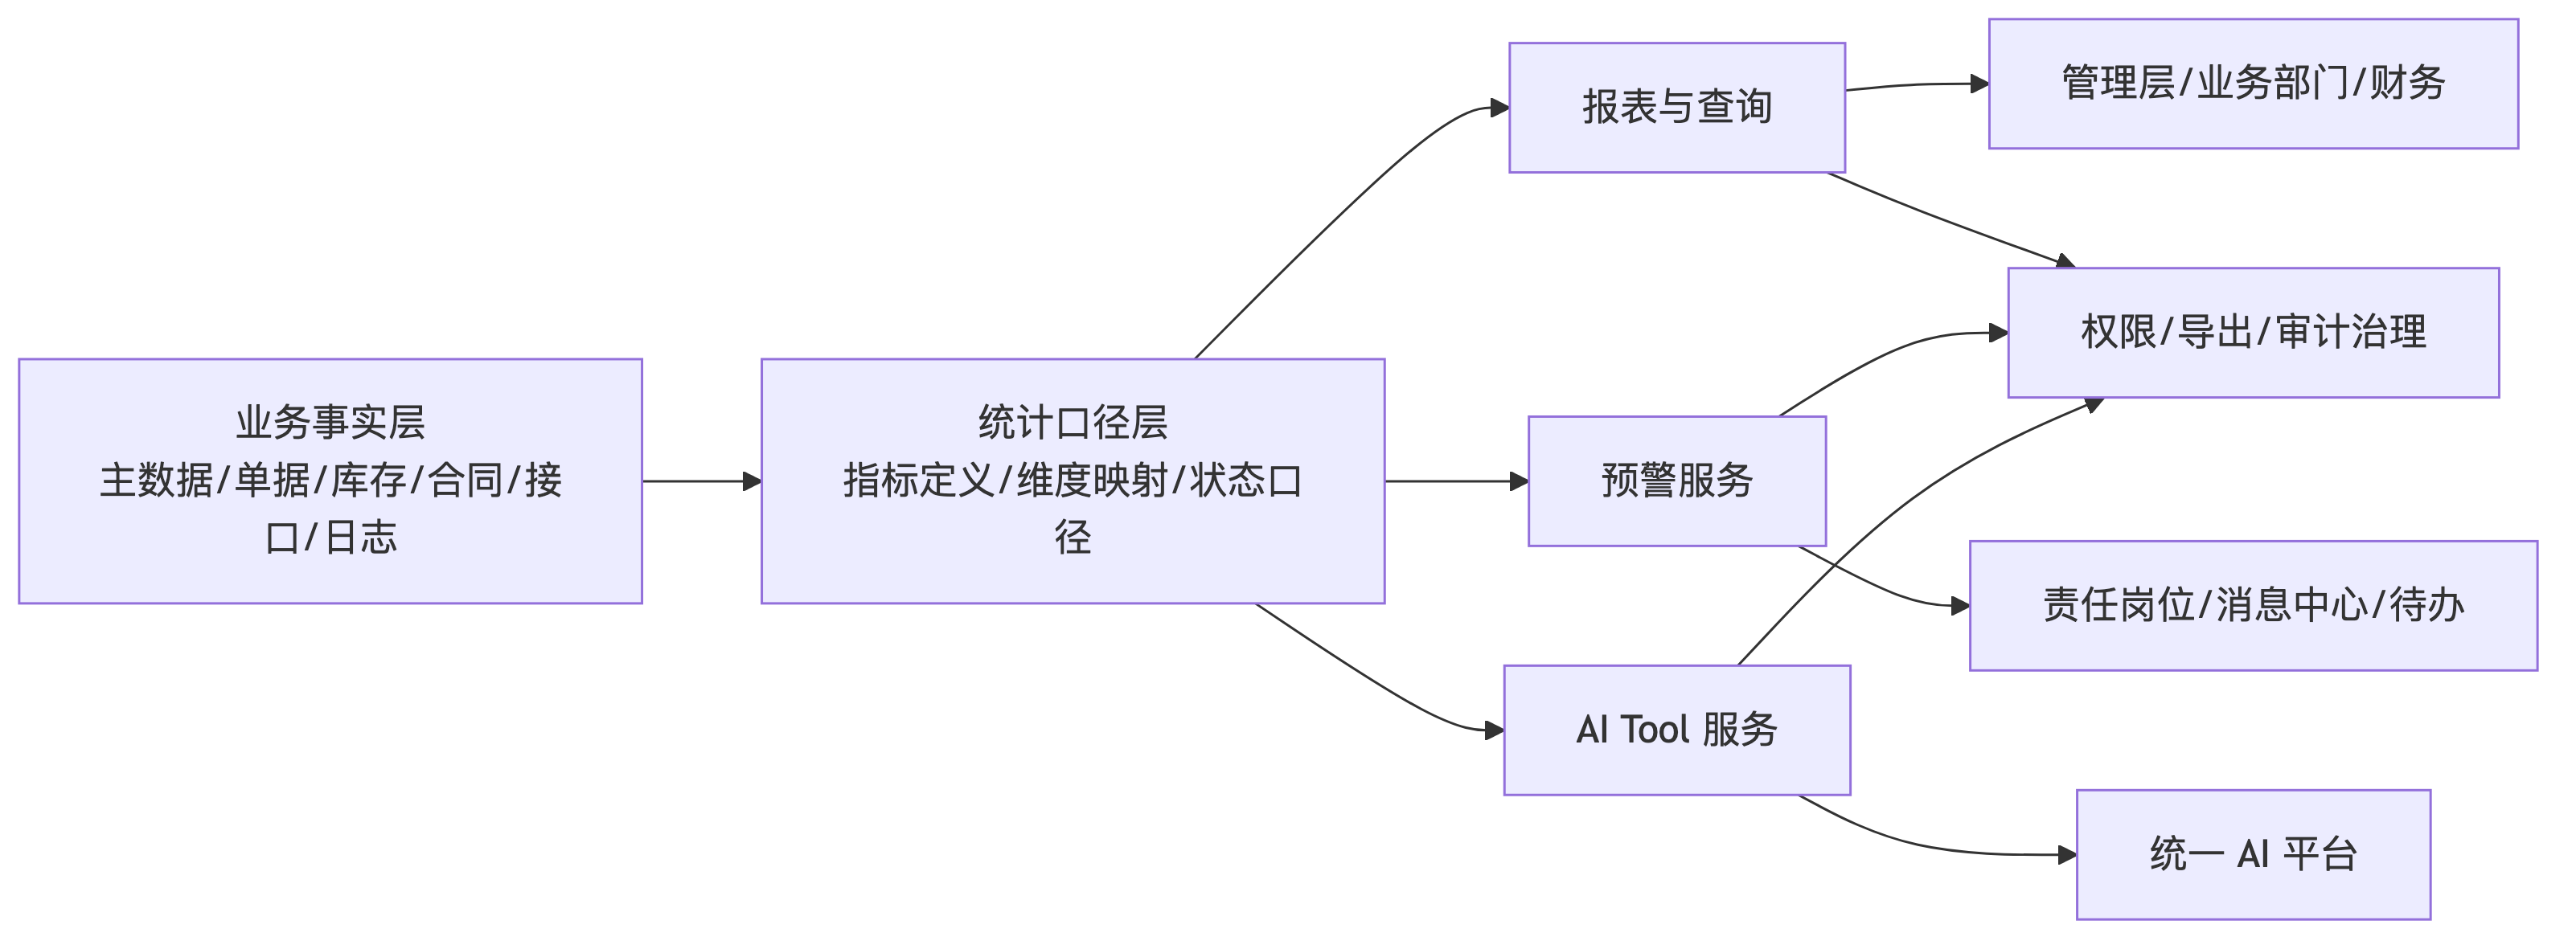 业务事实层
主数据/单据/库存/合同/接
口/日志
统计口径层
指标定义/维度映射/状态口
径
报表与查询
预警服务
AI Tool 服务
管理层/业务部门/财务
权限/导出/审计治理
责任岗位/消息中心/待办
统一 AI 平台